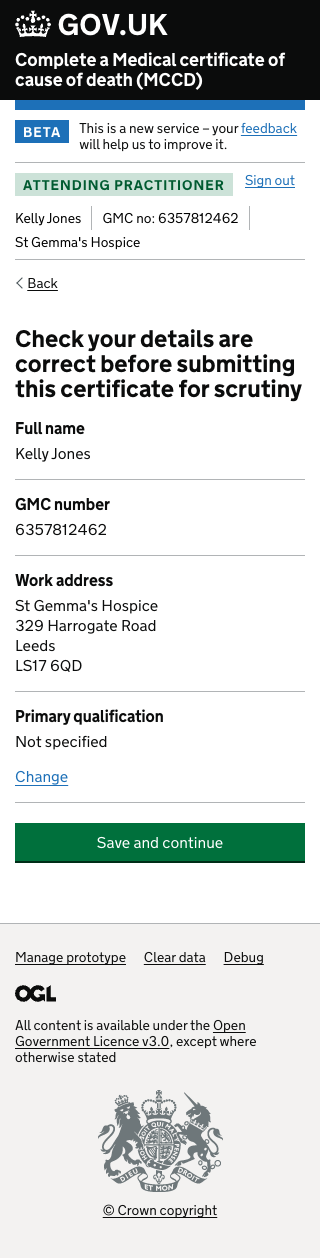 GOV.UK
Complete a Medical certificate of
cause of death (MCCD)
BETA
This is a new service – your feedback
will help us to improve it.
ATTENDING PRACTITIONER
Sign out
Kelly Jones
GMC no: 6357812462
St Gemma's Hospice
Back
Check your details are
correct before submitting
this certificate for scrutiny
Full name
Kelly Jones
GMC number
6357812462
Work address
St Gemma's Hospice
329 Harrogate Road
Leeds
LS17 6QD
Primary qualification
Not specified
Change
Save and continue
Manage prototype Clear data Debug
OGL
All content is available under the Open
Government Licence v3.0, except where
otherwise stated
DIEU ET MON DROIT
© Crown copyright